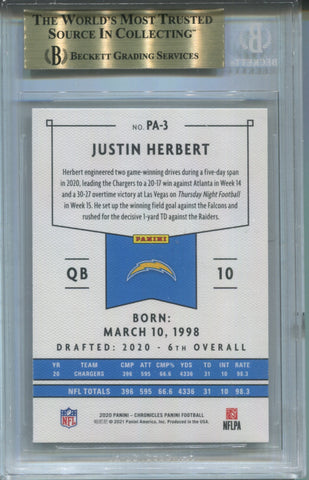 THE WORLD'S MOST TRUSTED
SOURCE IN COLLECTING™
BECKETT GRADING SERVICES
NO. PA-3
JUSTIN HERBERT
Herbert engineered two game-winning drives during a five-day span
in 2020, leading the Chargers to a 20-17 win against Atlanta in Week 14
and a 30-27 overtime victory at Las Vegas on Thursday Night Football
in Week 15. He set up the winning field goal against the Falcons and
rushed for the decisive 1-yard TD against the Raiders.
PANINI
QB
10
BORN:
MARCH 10, 1998
DRAFTED: 2020 - 6TH OVERALL
YR TEAM CMP ATT CMP% YDS TD INT RATE
20 CHARGERS 396 595 66.6 4336 31 10 98.3
NFL TOTALS 396 595 66.6 4336 31 10 98.3
NFL
2020 PANINI - CHRONICLES PANINI FOOTBALL
© 2021 Panini America, Inc. Produced in the USA.
NFLPA